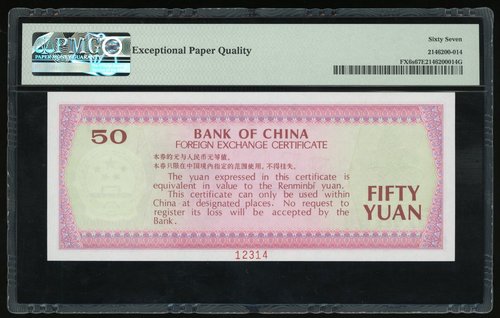 PMG
PAPER MONEY GUARANTY
Exceptional Paper Quality
Sixty Seven
2146200-014
FX6a67E2146200014G
50
BANK OF CHINA
FOREIGN EXCHANGE CERTIFICATE
本券的元与人民币元等值。
本券只限在中国境内指定的范围使用，不得挂失。
The yuan expressed in this certificate is
equivalent in value to the Renminbi yuan.
This certificate can only be used within
China at designated places. No request to
register its loss will be accepted by the
Bank.
FIFTY
YUAN
12314